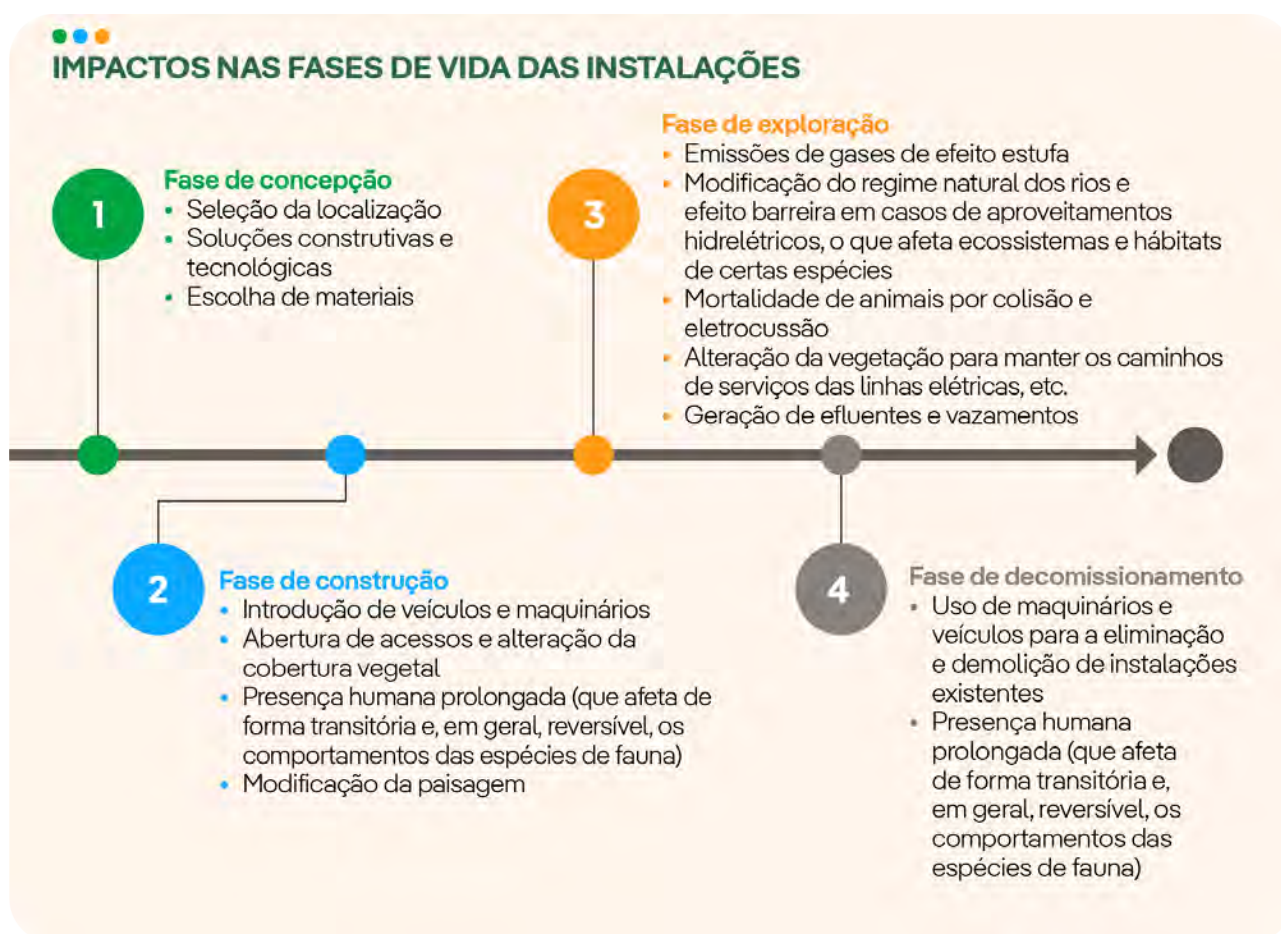 IMPACTOS NAS FASES DE VIDA DAS INSTALAÇÕES
1
Fase de concepção
• Seleção da localização
• Soluções construtivas e
tecnológicas
• Escolha de materiais
2
Fase de construção
• Introdução de veículos e maquinários
• Abertura de acessos e alteração da
cobertura vegetal
• Presença humana prolongada (que afeta de
forma transitória e, em geral, reversível, os
comportamentos das espécies de fauna)
• Modificação da paisagem
3
Fase de exploração
• Emissões de gases de efeito estufa
• Modificação do regime natural dos rios e
efeito barreira em casos de aproveitamentos
hidrelétricos, o que afeta ecossistemas e hábitats
de certas espécies
• Mortalidade de animais por colisão e
eletrocussão
• Alteração da vegetação para manter os caminhos
de serviços das linhas elétricas, etc.
• Geração de efluentes e vazamentos
4
Fase de decomissionamento
• Uso de maquinários e
veículos para a eliminação
e demolição de instalações
existentes
• Presença humana
prolongada (que afeta
de forma transitória e,
em geral, reversível, os
comportamentos das
espécies de fauna)